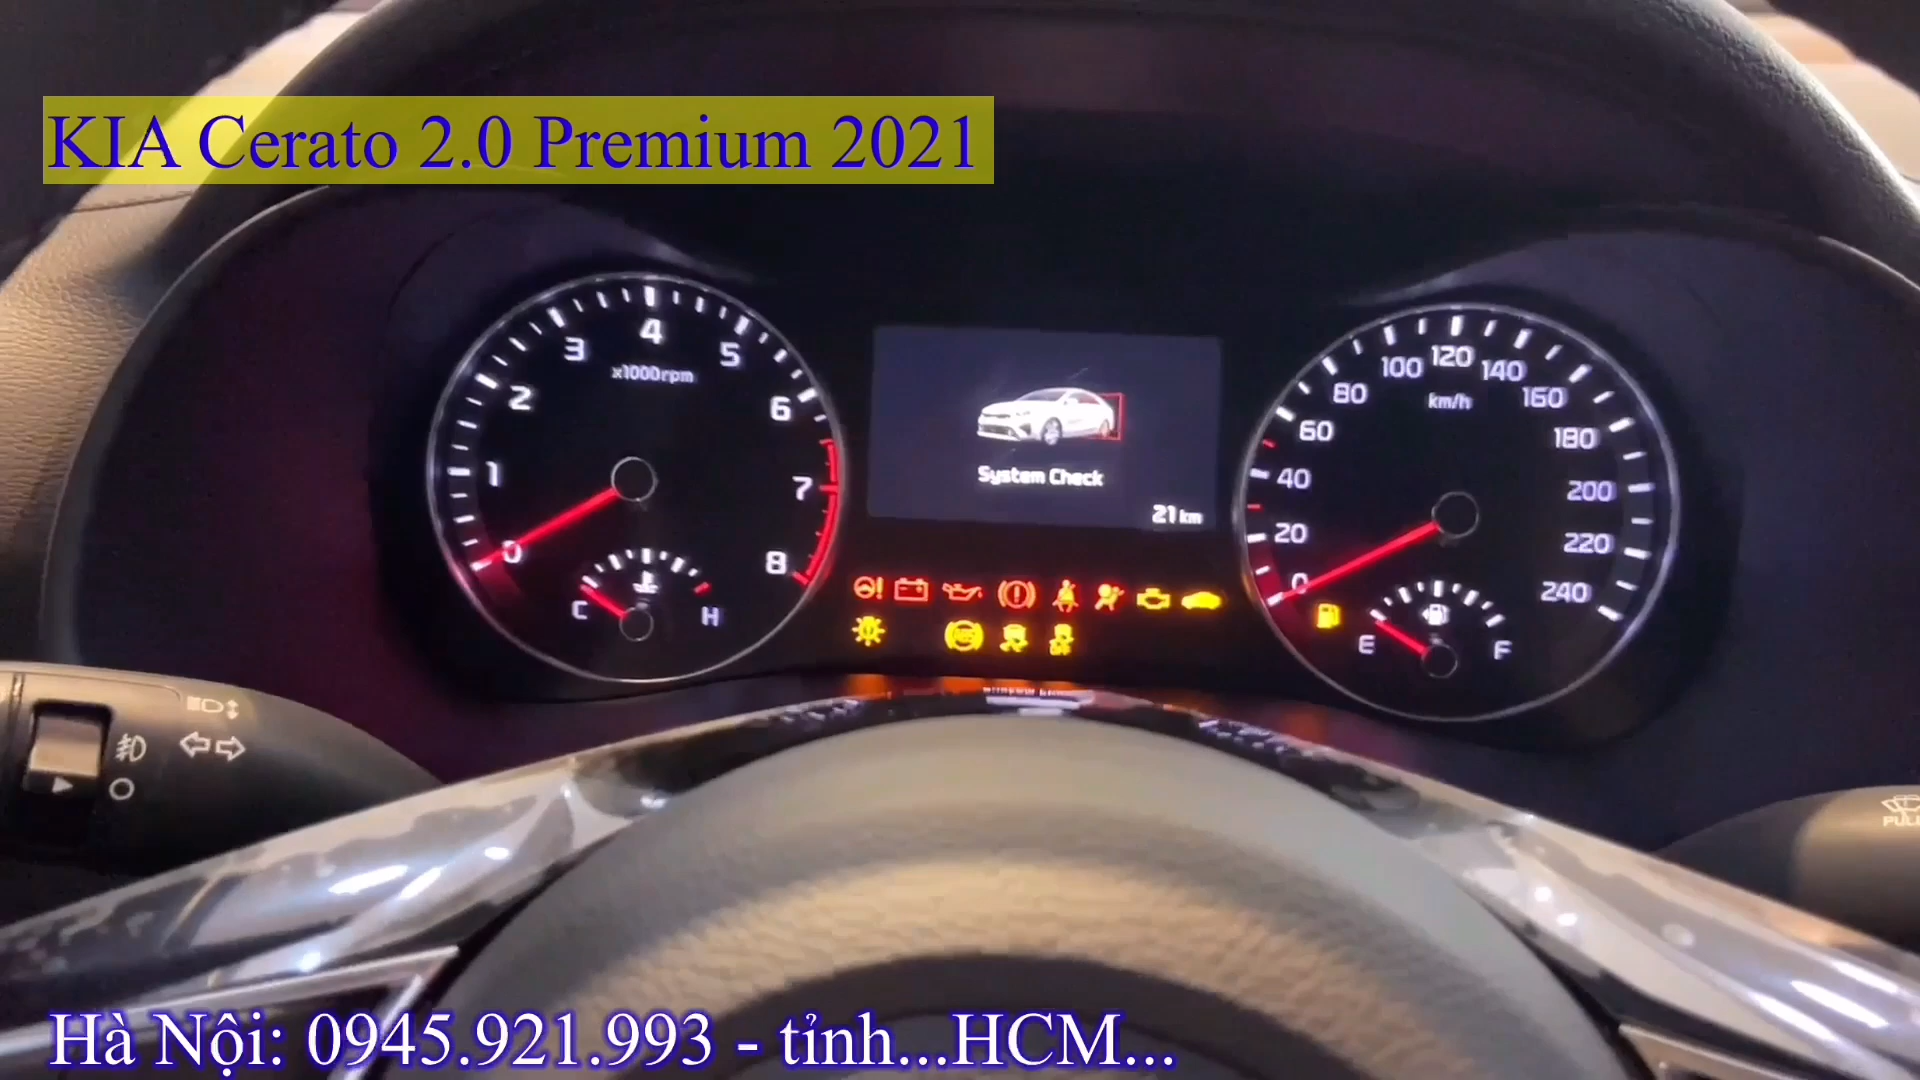 KIA Cerato 2.0 Premium 2021
4
3
5
x1000rpm
2
6
1
7
0
8
C
H
System Check
21 km
120
100
140
80
km/h
160
60
180
40
200
20
220
0
240
E
F
ABS
PULL
Hà Nội: 0945.921.993 - tỉnh...HCM...